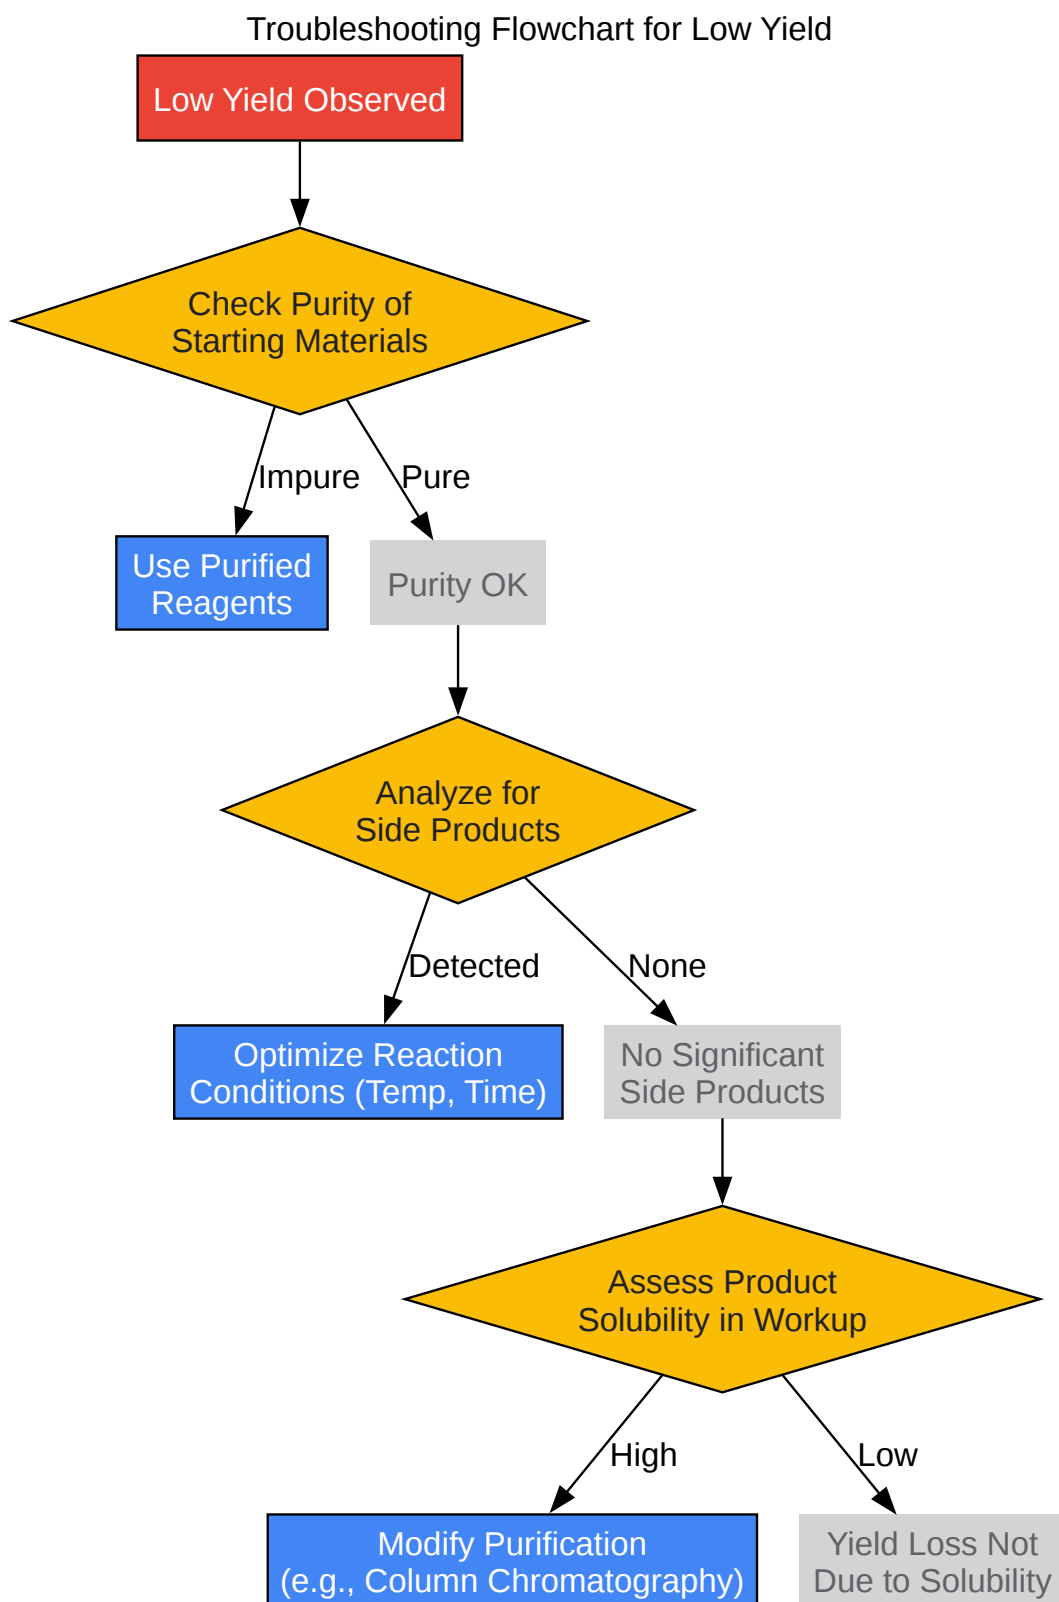 Troubleshooting Flowchart for Low Yield
Low Yield Observed
Check Purity of
Starting Materials
Impure
Pure
Use Purified
Reagents
Purity OK
Analyze for
Side Products
Detected
None
Optimize Reaction
Conditions (Temp, Time)
No Significant
Side Products
Assess Product
Solubility in Workup
High
Low
Modify Purification
(e.g., Column Chromatography)
Yield Loss Not
Due to Solubility